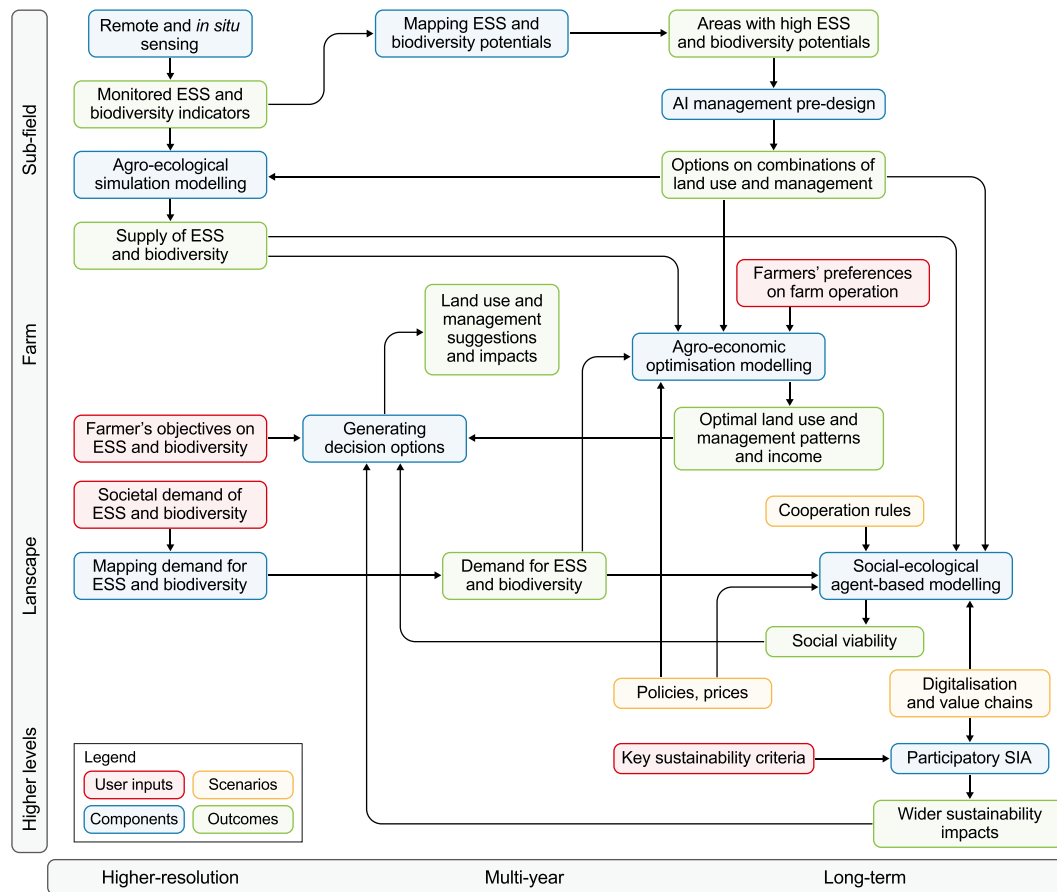 Remote and in situ
sensing
Mapping ESS and
biodiversity potentials
Areas with high ESS
and biodiversity potentials
Monitored ESS and
biodiversity indicators
AI management pre-design
Sub-field
Agro-ecological
simulation modelling
Options on combinations of
land use and management
Supply of ESS
and biodiversity
Farmers' preferences
on farm operation
Land use and
management
suggestions
and impacts
Farm
Agro-economic
optimisation modelling
Farmer's objectives on
ESS and biodiversity
Generating
decision options
Optimal land use and
management patterns
and income
Societal demand of
ESS and biodiversity
Cooperation rules
Lanscape
Mapping demand for
ESS and biodiversity
Demand for ESS
and biodiversity
Social-ecological
agent-based modelling
Social viability
Policies, prices
Digitalisation
and value chains
Higher levels
Key sustainability criteria
Participatory SIA
Wider sustainability
impacts
Legend
User inputs
Scenarios
Components
Outcomes
Higher-resolution
Multi-year
Long-term